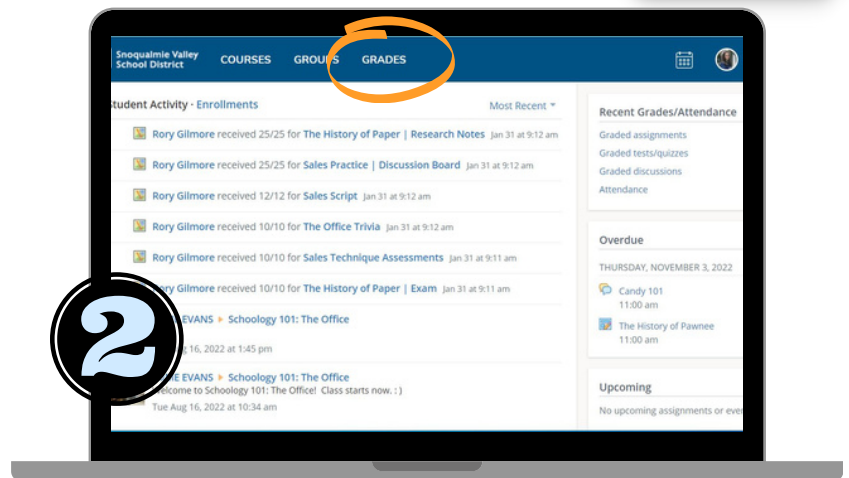 Snoqualmie Valley
School District
COURSES GROUPS GRADES
tudent Activity · Enrollments Most Recent
Rory Gilmore received 25/25 for The History of Paper | Research Notes Jan 31 at 9:12 am
Rory Gilmore received 25/25 for Sales Practice | Discussion Board Jan 31 at 9:12 am
Rory Gilmore received 12/12 for Sales Script Jan 31 at 9:12 am
Rory Gilmore received 10/10 for The Office Trivia Jan 31 at 9:12 am
Rory Gilmore received 10/10 for Sales Technique Assessments Jan 31 at 9:11 am
ory Gilmore received 10/10 for The History of Paper | Exam Jan 31 at 9:11 am
EVANS Schoology 101: The Office
16, 2022 at 1:45 pm
IE EVANS Schoology 101: The Office
elcome to Schoology 101: The Office! Class starts now. : )
Tue Aug 16, 2022 at 10:34 am
2
Recent Grades/Attendance
Graded assignments
Graded tests/quizzes
Graded discussions
Attendance
Overdue
THURSDAY, NOVEMBER 3, 2022
Candy 101
11:00 am
The History of Pawnee
11:00 am
Upcoming
No upcoming assignments or eve